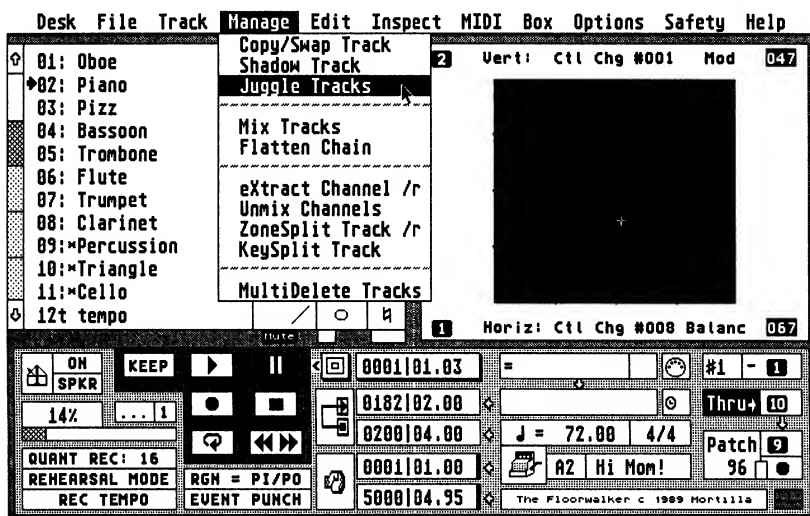 Desk File Track Manage Edit Inspect MIDI Box Options Safety Help
Copy/Swap Track
Shadow Track
Juggle Tracks
Mix Tracks
Flatten Chain
eXtract Channel /r
Unmix Channels
ZoneSplit Track /r
KeySplit Track
MultiDelete Tracks
01: Oboe
02: Piano
03: Pizz
04: Bassoon
05: Trombone
06: Flute
07: Trumpet
08: Clarinet
09:*Percussion
10:*Triangle
11:*Cello
12t tempo
Mute
2 Vert: Ctl Chg #001 Mod 047
1 Horiz: Ctl Chg #008 Balanc 067
ON
SPKR
KEEP
14%
... 1
QUANT REC: 16
REHEARSAL MODE
REC TEMPO
RGN = PI/PO
EVENT PUNCH
0001|01.03
0182|02.00
0200|04.00
0001|01.00
5000|04.95
=
♩ = 72.00 4/4
A2 Hi Mom!
The Floorwalker c 1989 Mortilla
#1 - 1
Thru 10
Patch 9
96